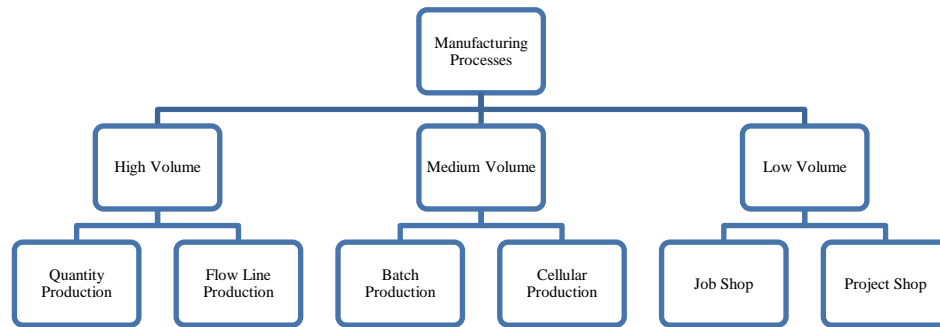 Manufacturing
Processes
High Volume
Medium Volume
Low Volume
Quantity
Production
Flow Line
Production
Batch
Production
Cellular
Production
Job Shop
Project Shop